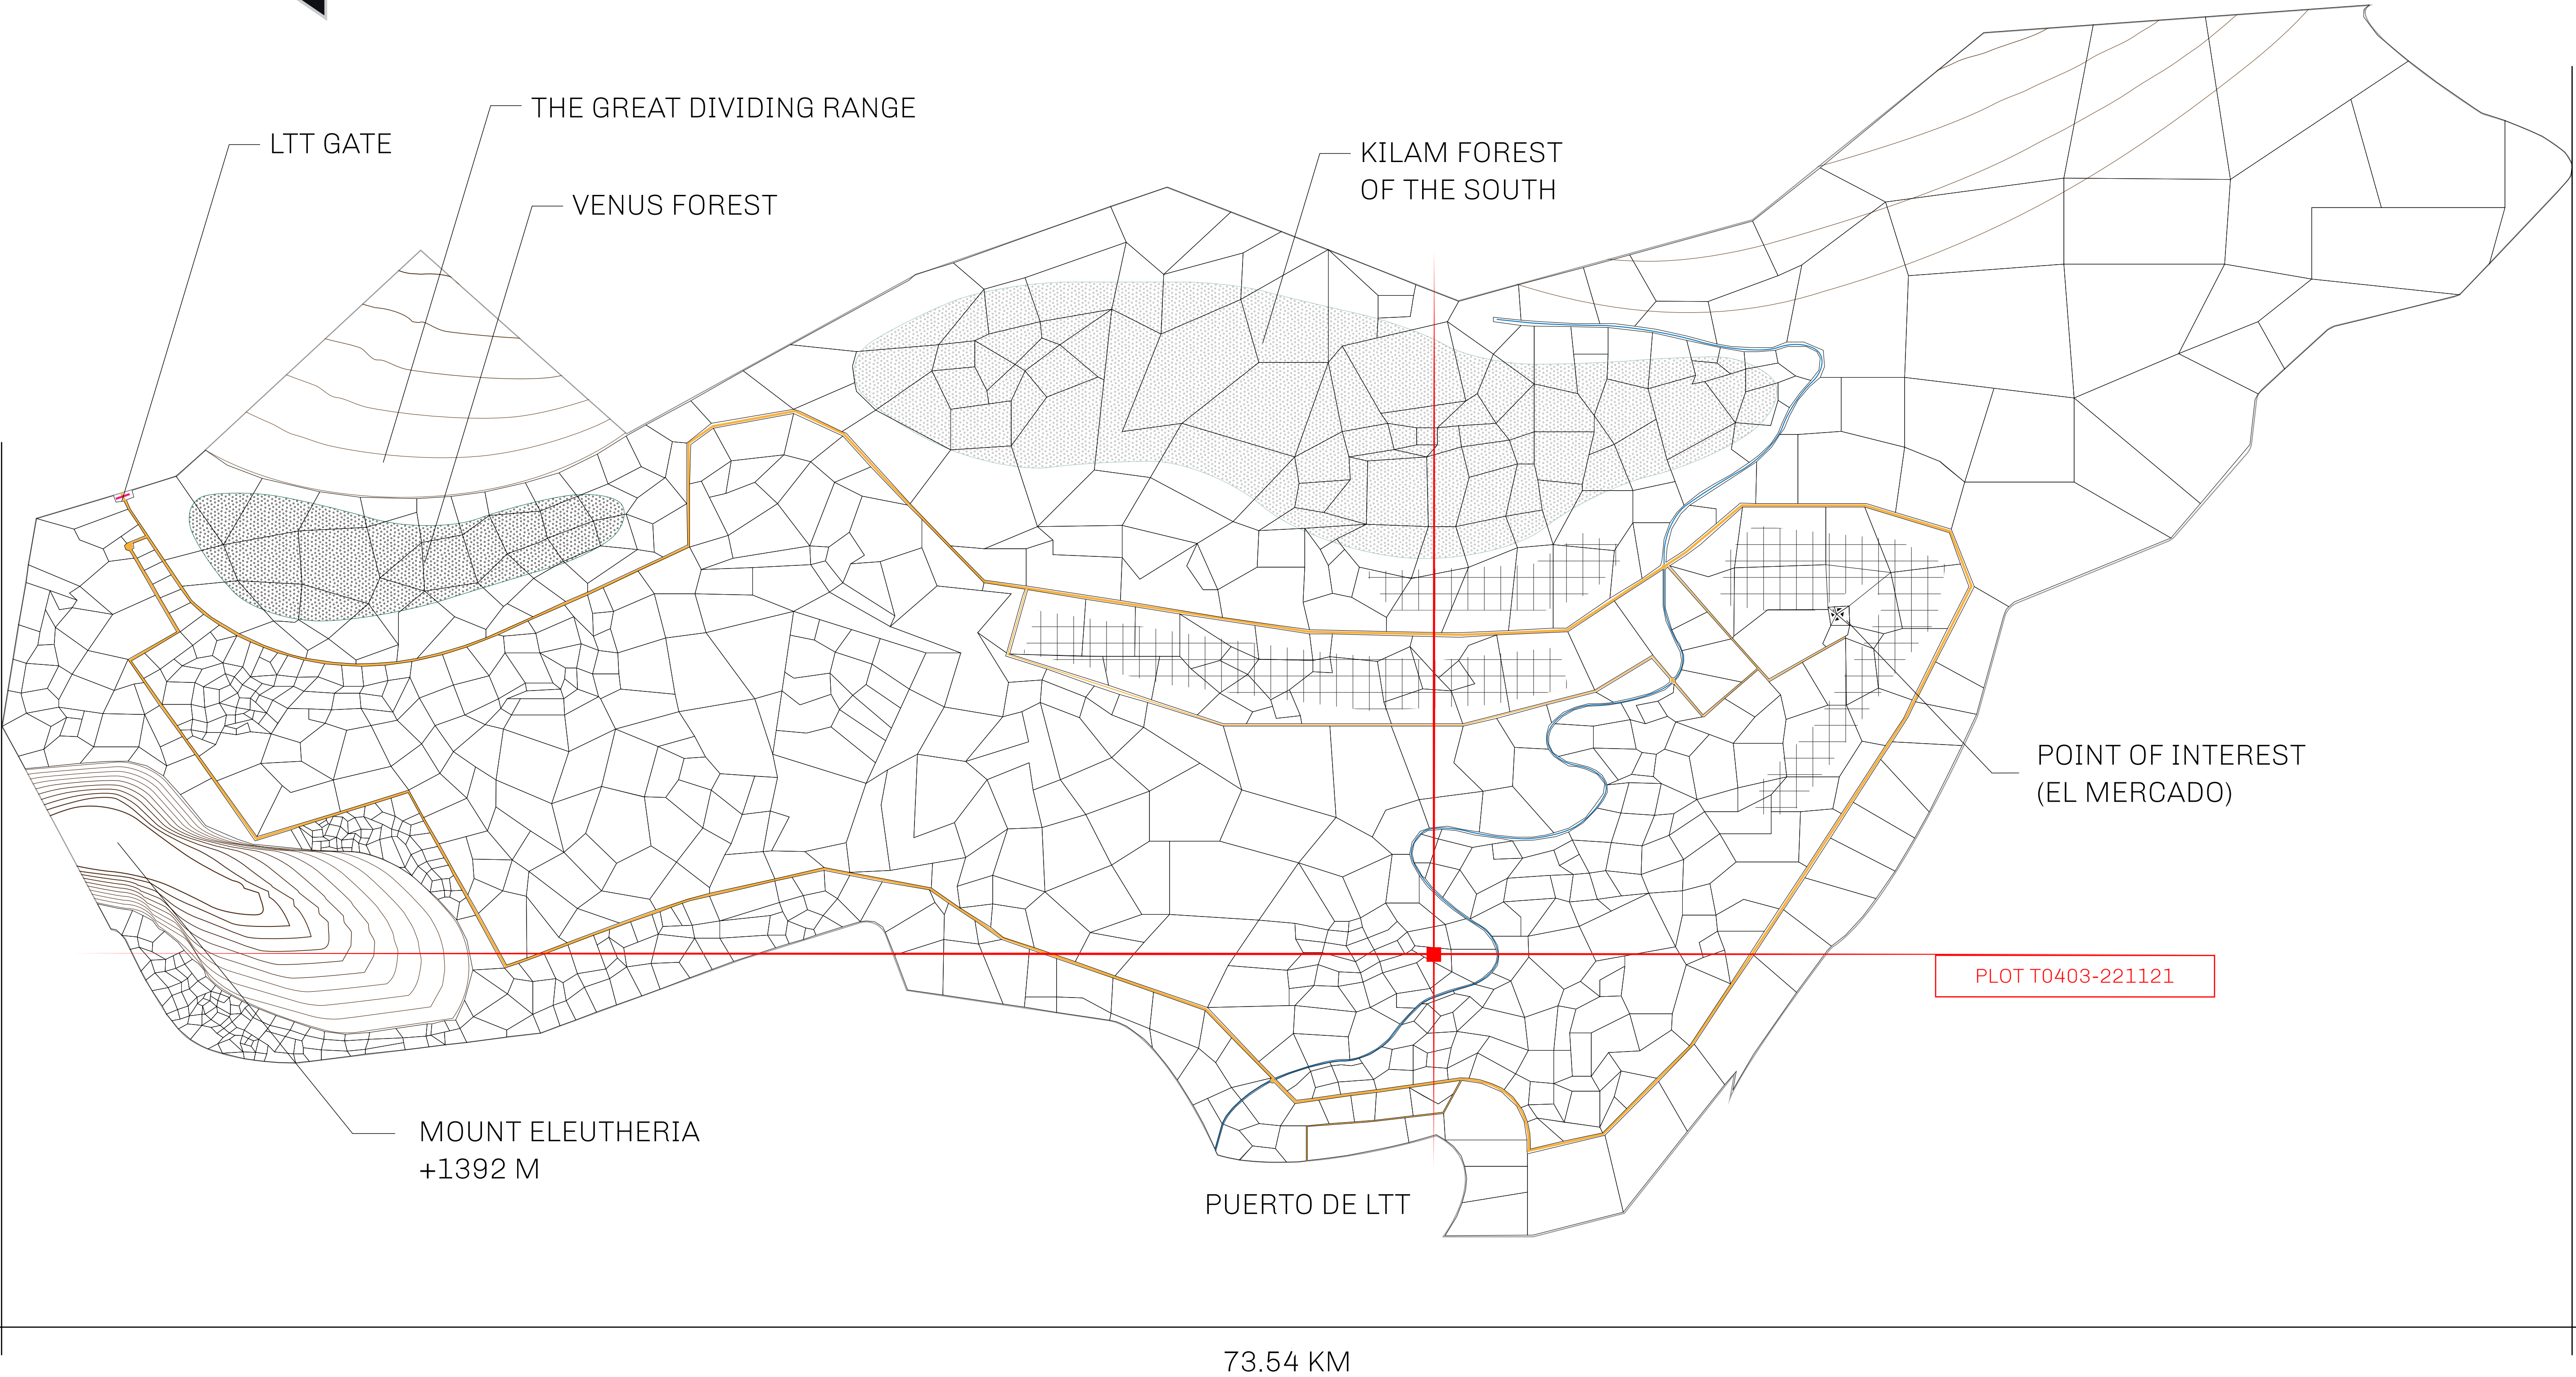 THE GREAT DIVIDING RANGE
LTT GATE
VENUS FOREST
KILAM FOREST
OF THE SOUTH
POINT OF INTEREST
(EL MERCADO)
PLOT T0403-221121
MOUNT ELEUTHERIA
+1392 M
PUERTO DE LTT
73.54 KM